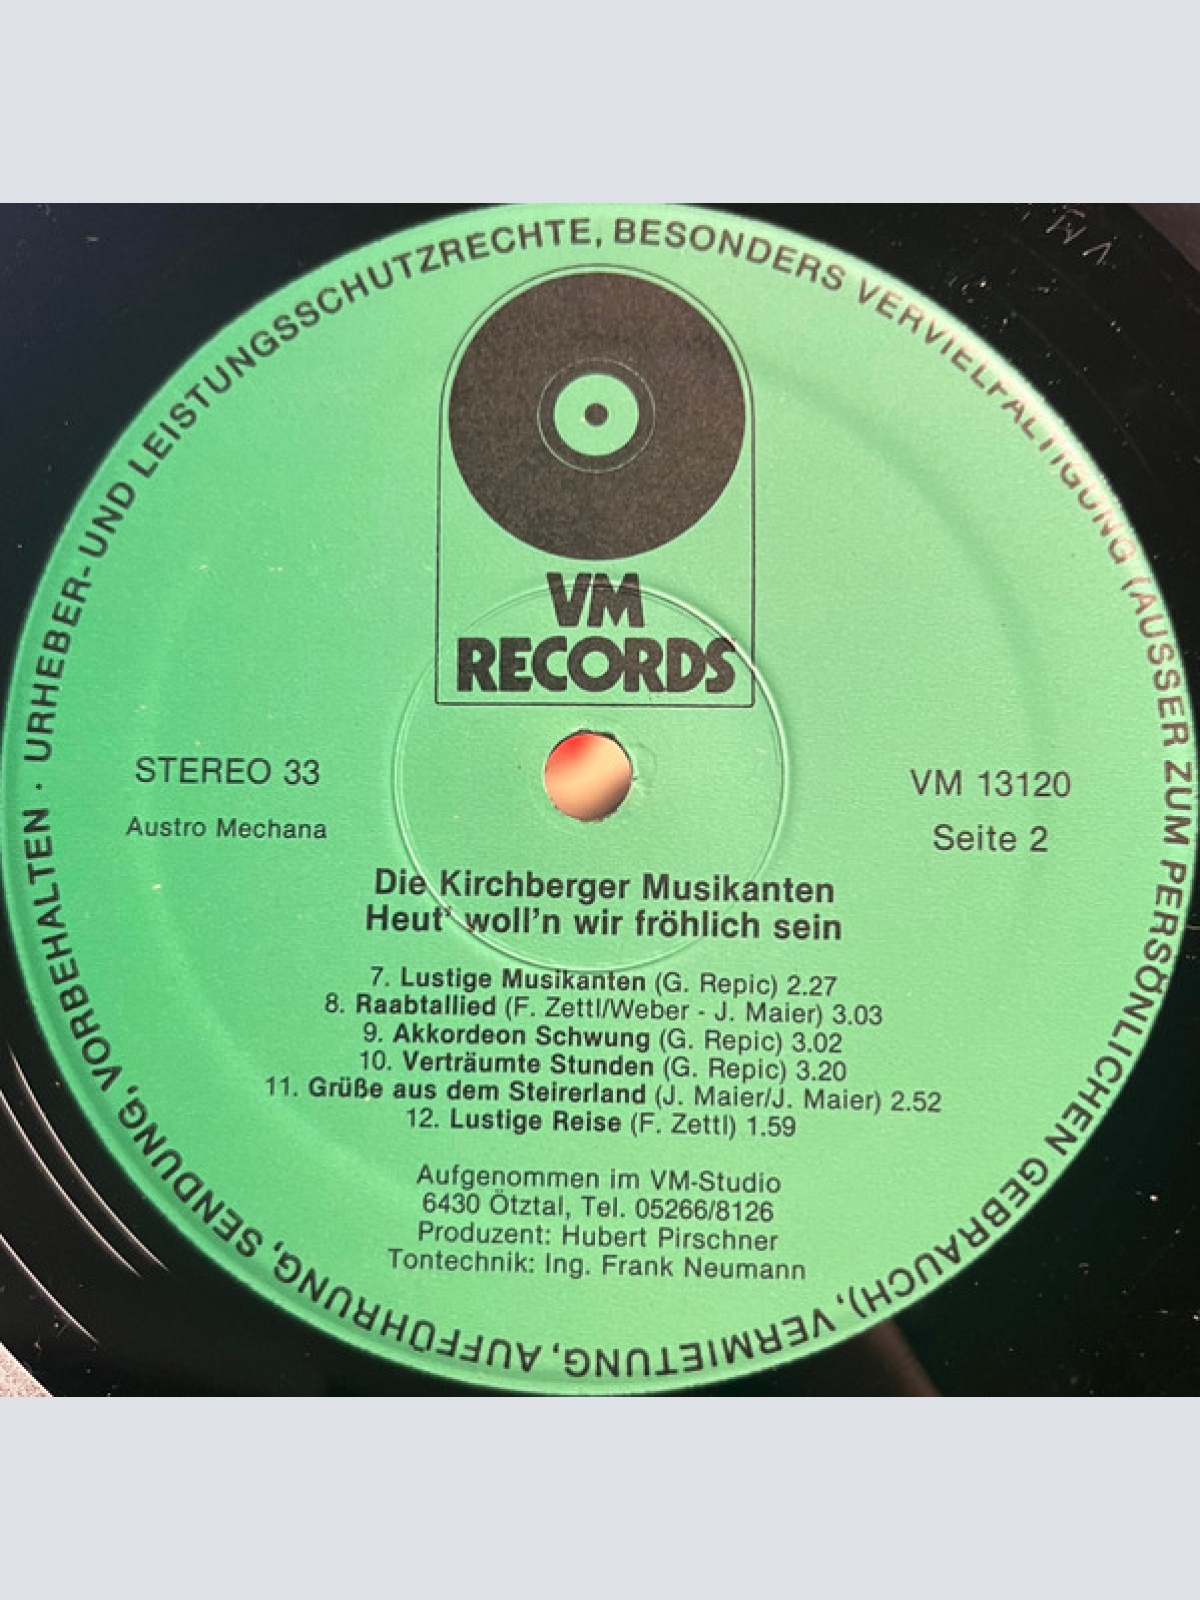 URHEBER- UND LEISTUNGSSCHUTZRECHTE, BESONDERS VERVIELFÄLTIGUNG (AUSSER ZUM PERSÖNLICHEN GEBRAUCH), VERMIETUNG, AUFFÜHRUNG, SENDUNG, VORBEHALTEN ·
VM
RECORDS
STEREO 33
Austro Mechana
VM 13120
Seite 2
Die Kirchberger Musikanten
Heut' woll'n wir fröhlich sein
7. Lustige Musikanten (G. Repic) 2.27
8. Raabtallied (F. Zettl/Weber - J. Maier) 3.03
9. Akkordeon Schwung (G. Repic) 3.02
10. Verträumte Stunden (G. Repic) 3.20
11. Grüße aus dem Steirerland (J. Maier/J. Maier) 2.52
12. Lustige Reise (F. Zettl) 1.59
Aufgenommen im VM-Studio
6430 Ötztal, Tel. 05266/8126
Produzent: Hubert Pirschner
Tontechnik: Ing. Frank Neumann